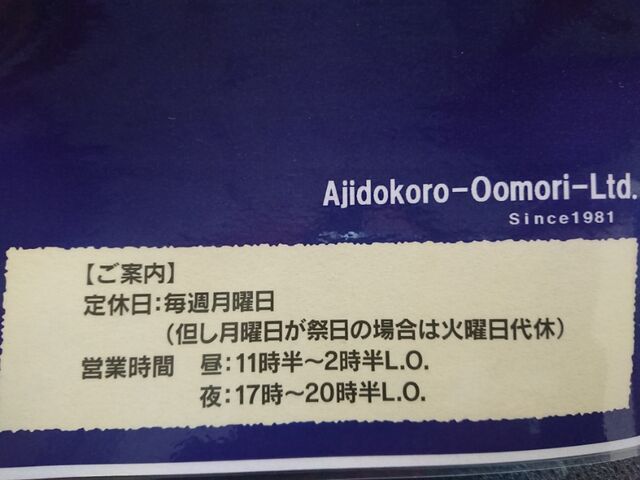 Ajidokoro-Oomori-Ltd.
Since1981
【ご案内】
定休日:毎週月曜日
(但し月曜日が祭日の場合は火曜日代休)
営業時間 昼:11時半~2時半L.O.
夜:17時~20時半L.O.